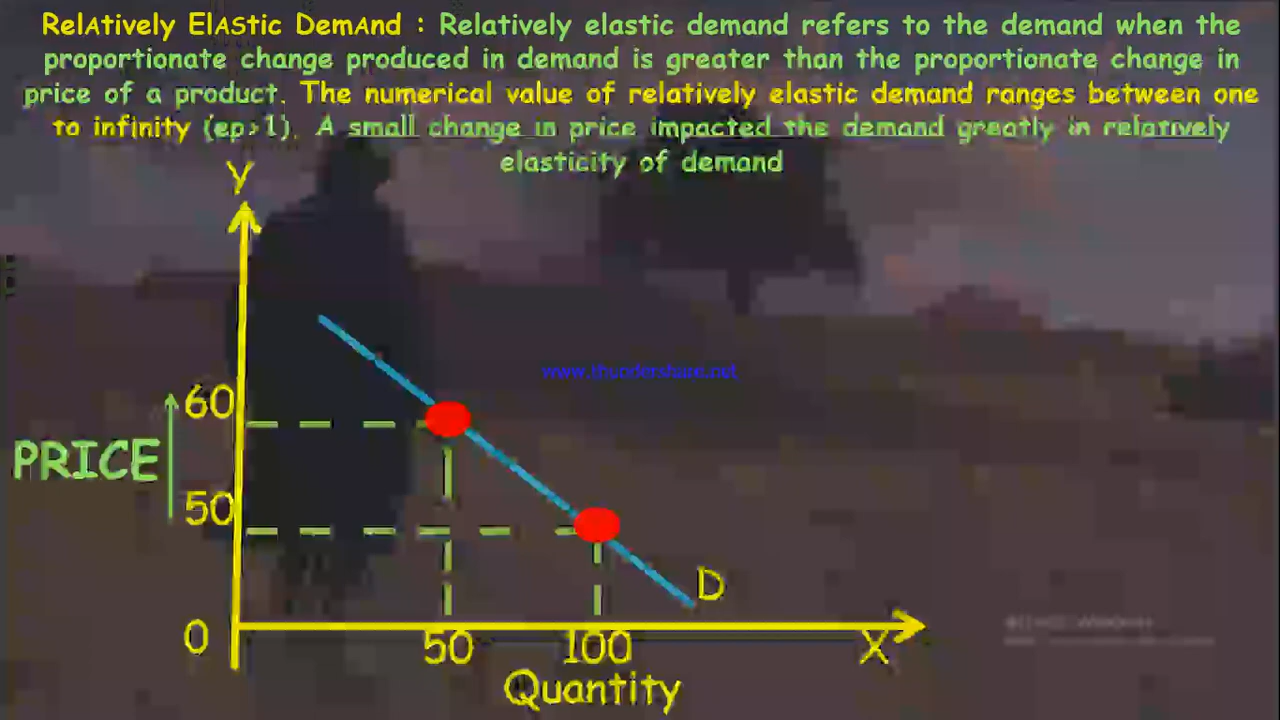 RelAtively ElAStic DemAnd : Relatively elastic demand refers to the demand when the
proportionate change produced in demand is greater than the proportionate change in
price of a product. The numerical value of relatively elastic demand ranges between one
to infinity (ep>1). A small change in price impacted the demand greatly in relatively
elasticity of demand
Y
www.thundershare.net
60
PRICE
50
D
0
50 100 X
Quantity